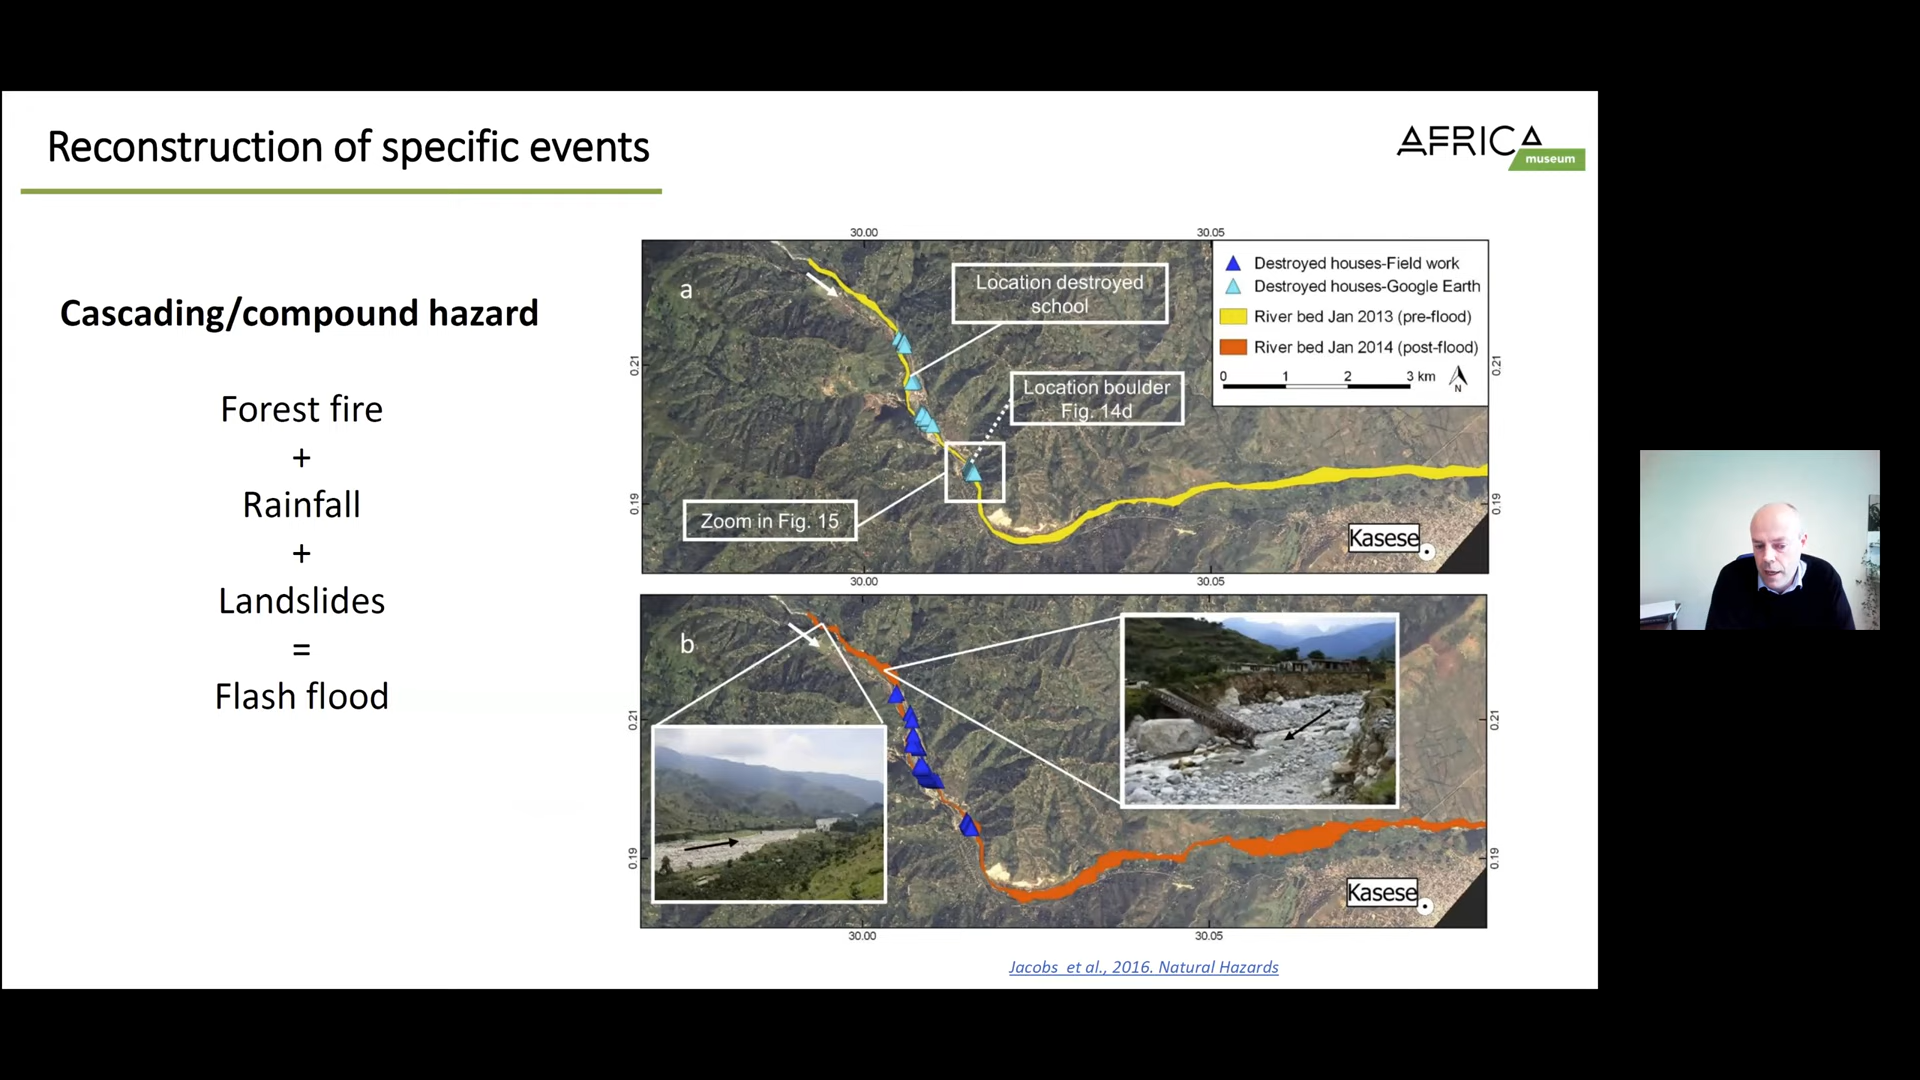 Reconstruction of specific events
AFRICA
museum
Cascading/compound hazard
Forest fire
+
Rainfall
+
Landslides
=
Flash flood
30.00
30.05
a
Location destroyed
school
Location boulder
Fig. 14d
Zoom in Fig. 15
Destroyed houses-Field work
Destroyed houses-Google Earth
River bed Jan 2013 (pre-flood)
River bed Jan 2014 (post-flood)
0 1 2 3 km
N
0.21
0.21
0.19
0.19
Kasese
30.00
30.05
b
0.21
0.21
0.19
0.19
Kasese
30.00
30.05
Jacobs et al., 2016. Natural Hazards